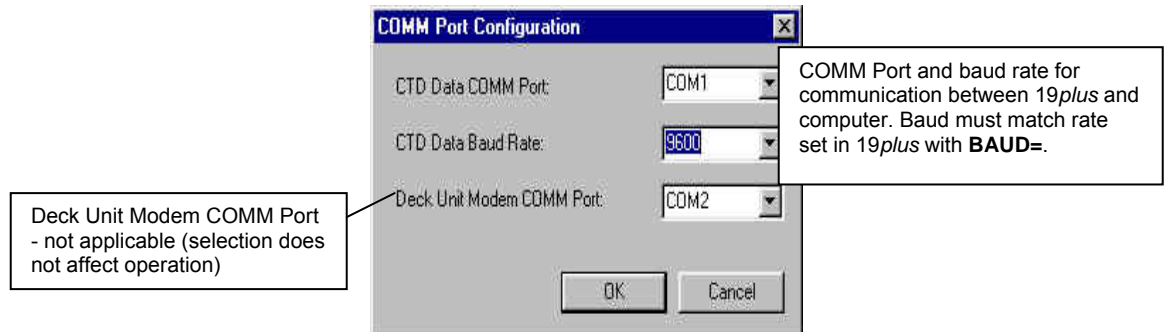 COMM Port Configuration
CTD Data COMM Port:
COM1
CTD Data Baud Rate:
9600
Deck Unit Modem COMM Port:
COM2
OK
Cancel
COMM Port and baud rate for
communication between 19plus and
computer. Baud must match rate
set in 19plus with BAUD=.
Deck Unit Modem COMM Port
- not applicable (selection does
not affect operation)